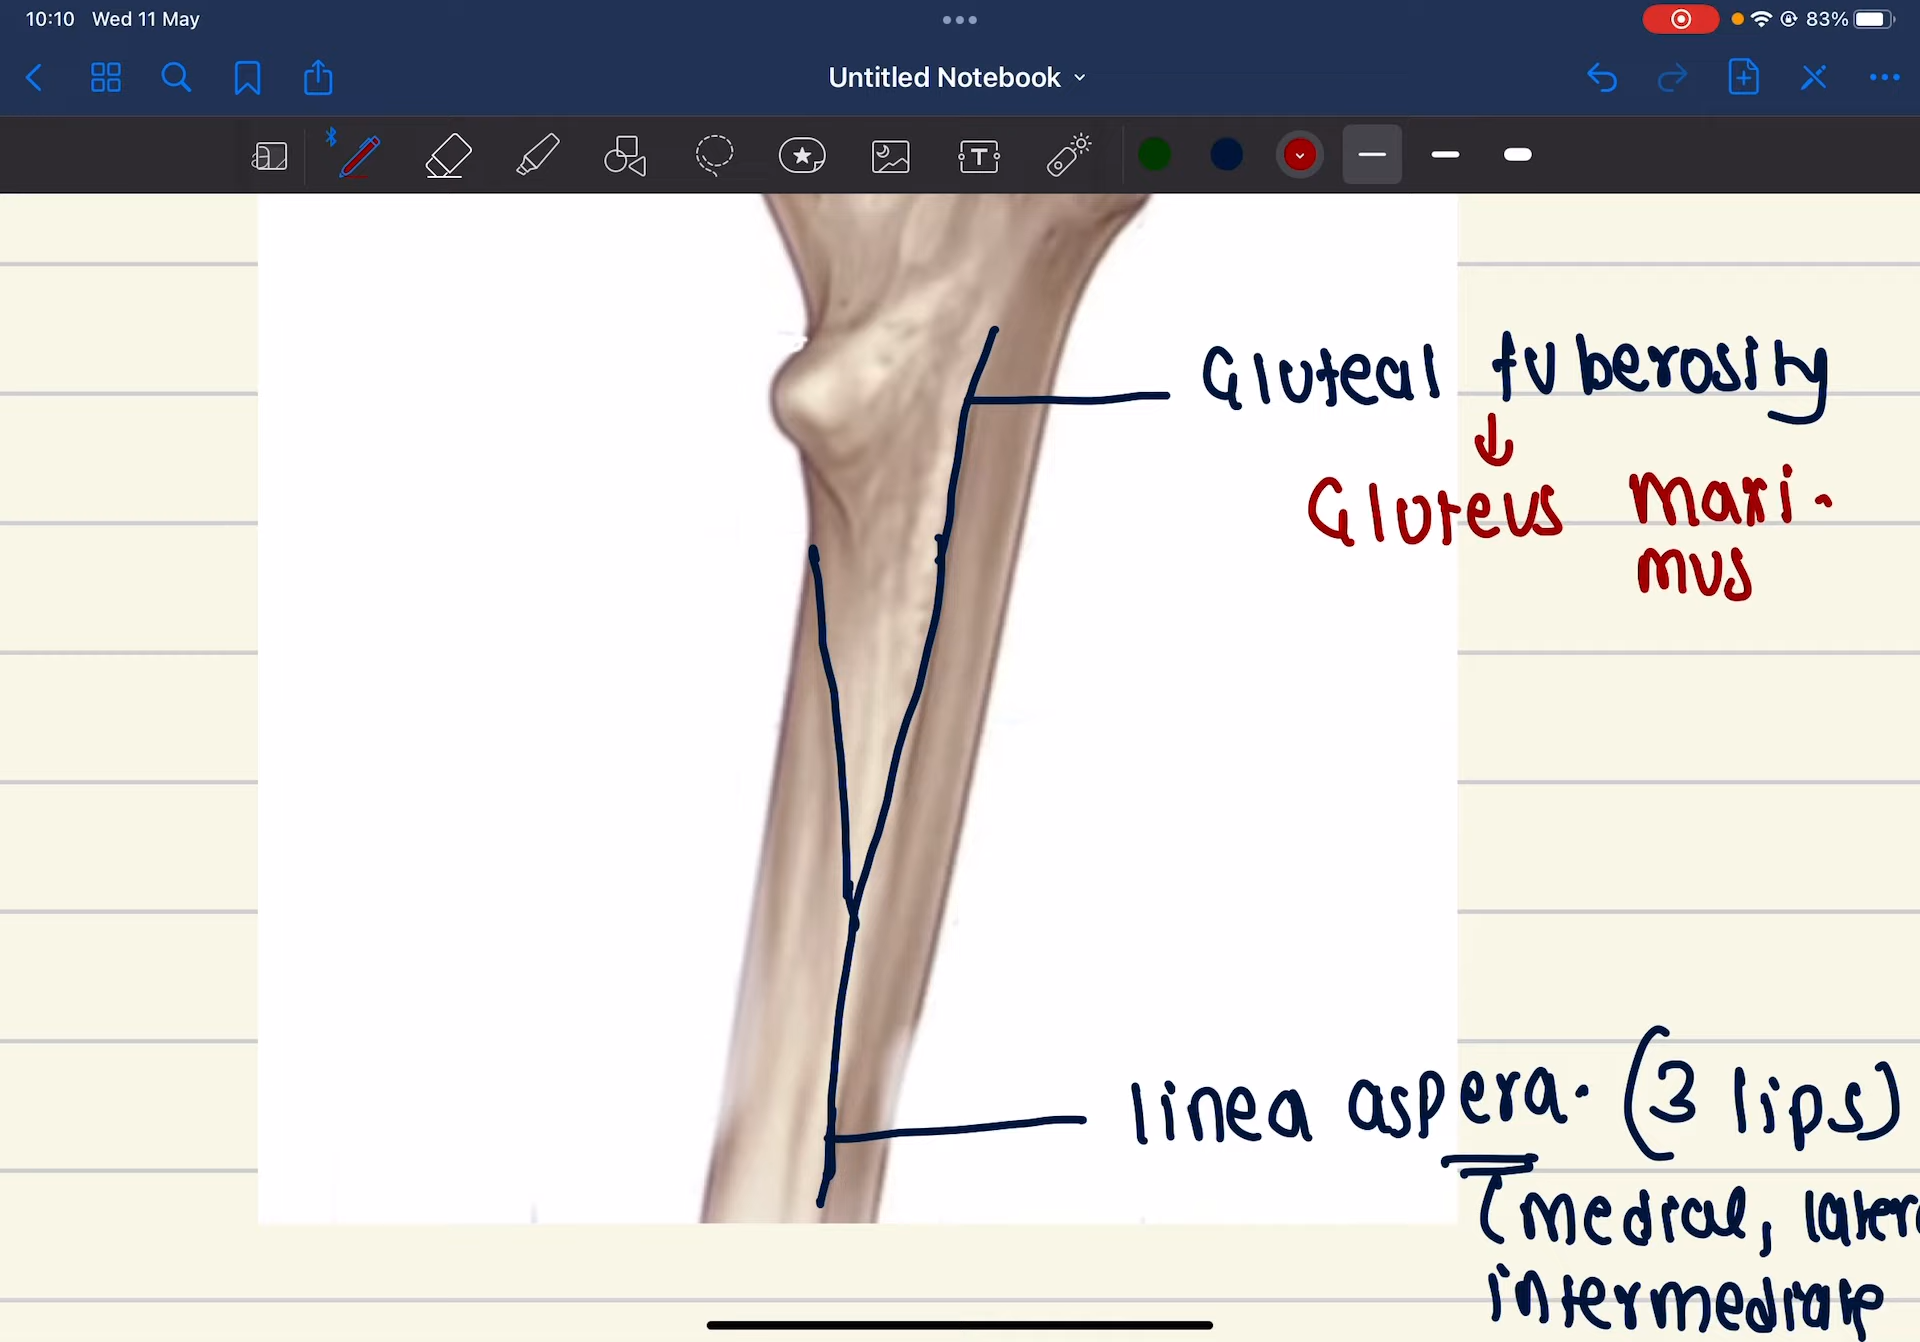 10:10 Wed 11 May
83%
Untitled Notebook
T
Gluteal tuberosity
↓
Gluteus maxi-
mus
linea aspera. (3 lips)
(medial, later
intermediate